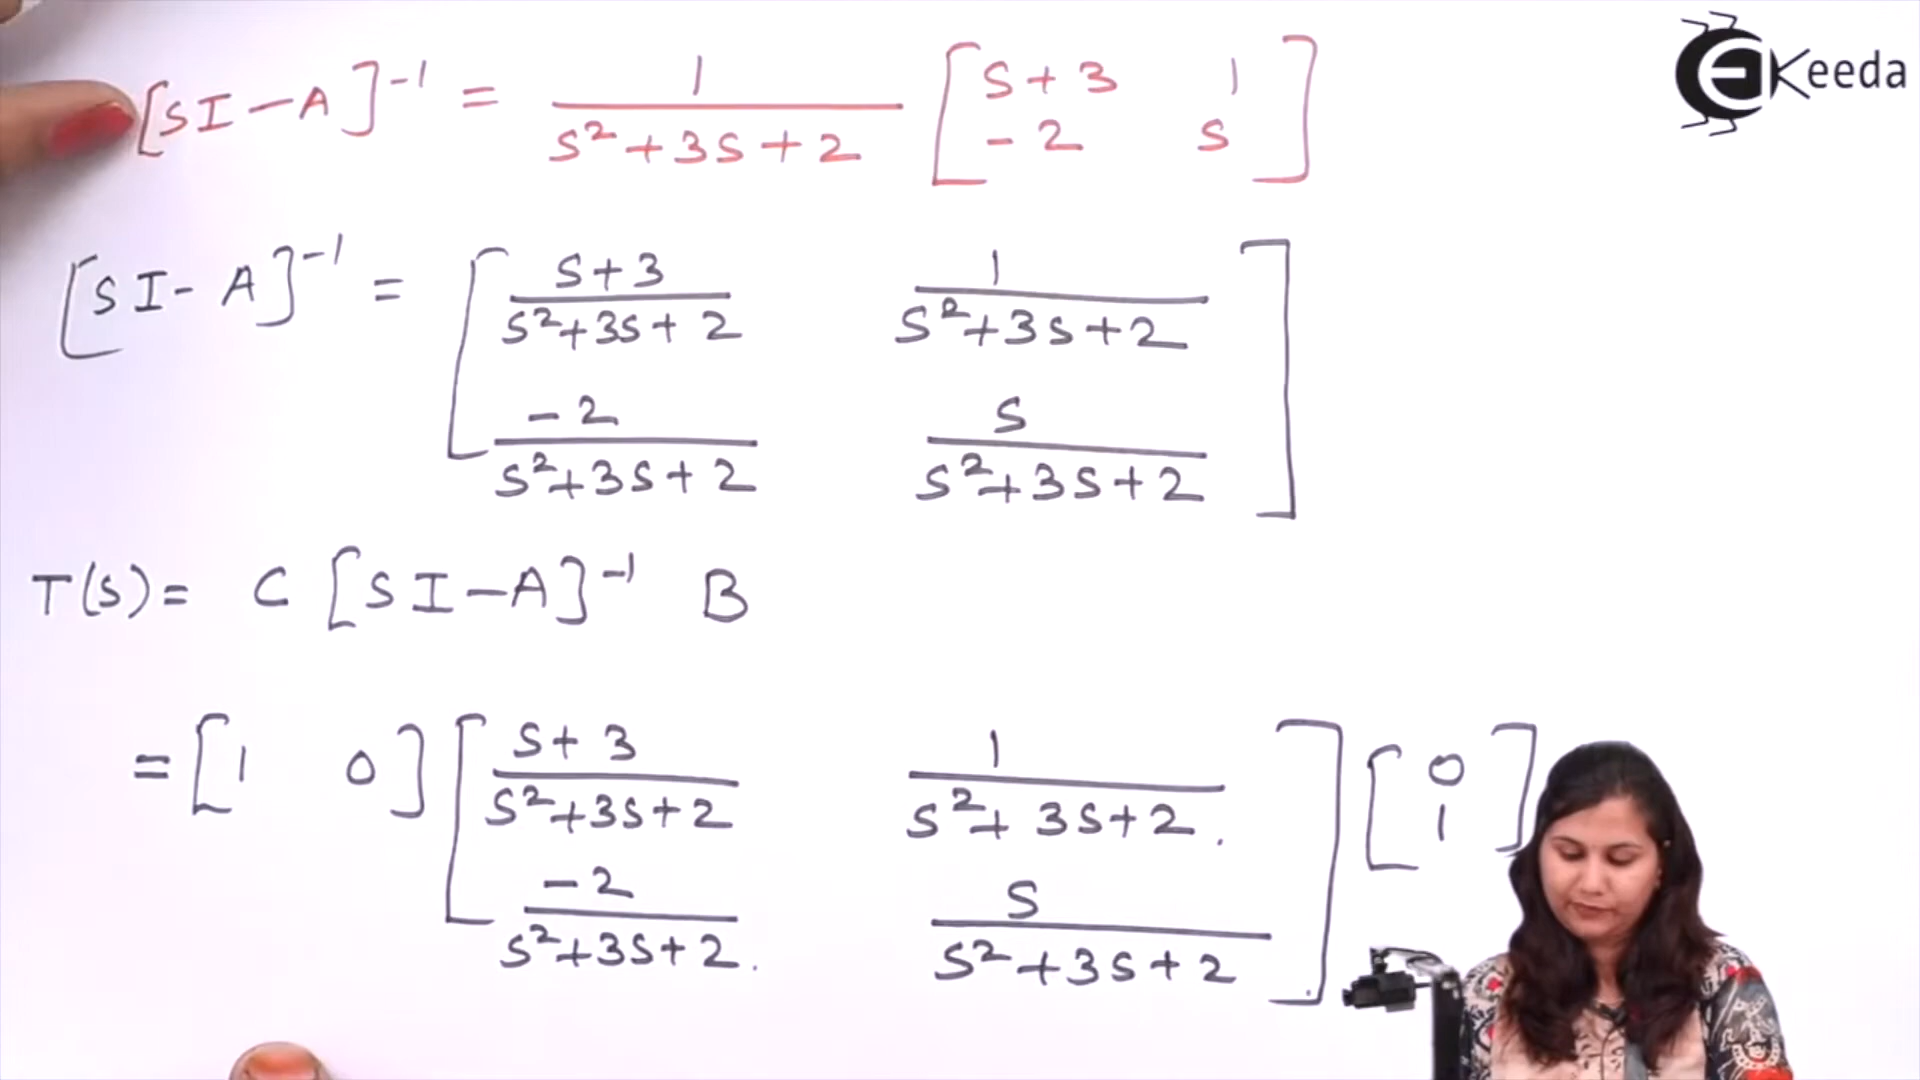 EKeeda
[SI-A]⁻¹ = 1/(s²+3s+2) [s+3 1; -2 s]
[SI-A]⁻¹ = [(s+3)/(s²+3s+2) 1/(s²+3s+2); -2/(s²+3s+2) s/(s²+3s+2)]
T(s)= C [SI-A]⁻¹ B
= [1 0] [(s+3)/(s²+3s+2) 1/(s²+3s+2).; -2/(s²+3s+2). s/(s²+3s+2)] [0; 1]